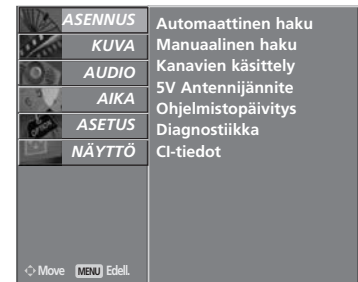 ASENNUS
KUVA
AUDIO
AIKA
ASETUS
NÄYTTÖ
Automaattinen haku
Manuaalinen haku
Kanavien käsittely
5V Antennijännite
Ohjelmistopäivitys
Diagnostiikka
CI-tiedot
Move MENU Edell.